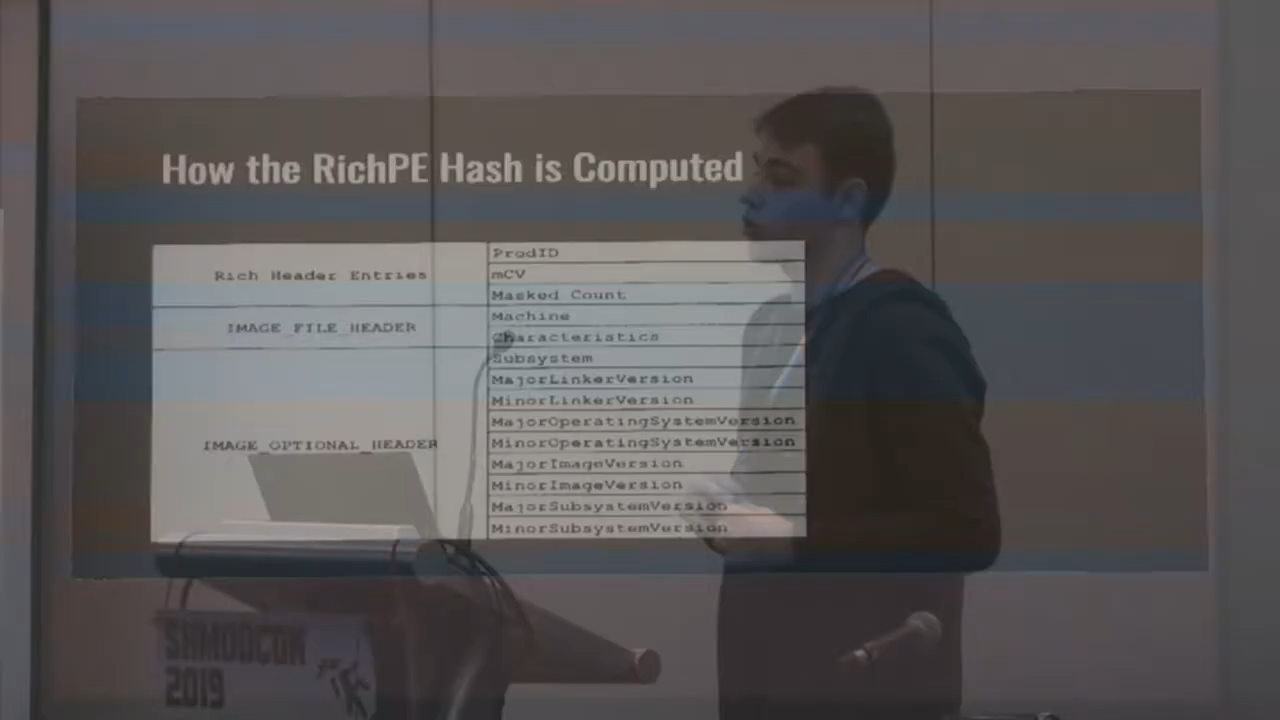 How the RichPE Hash is Computed
Rich Header Entries
ProdID
mCV
Masked Count
IMAGE_FILE_HEADER
Machine
Characteristics
IMAGE_OPTIONAL_HEADER
Subsystem
MajorLinkerVersion
MinorLinkerVersion
MajorOperatingSystemVersion
MinorOperatingSystemVersion
MajorImageVersion
MinorImageVersion
MajorSubsystemVersion
MinorSubsystemVersion
SHMOOCON
2019